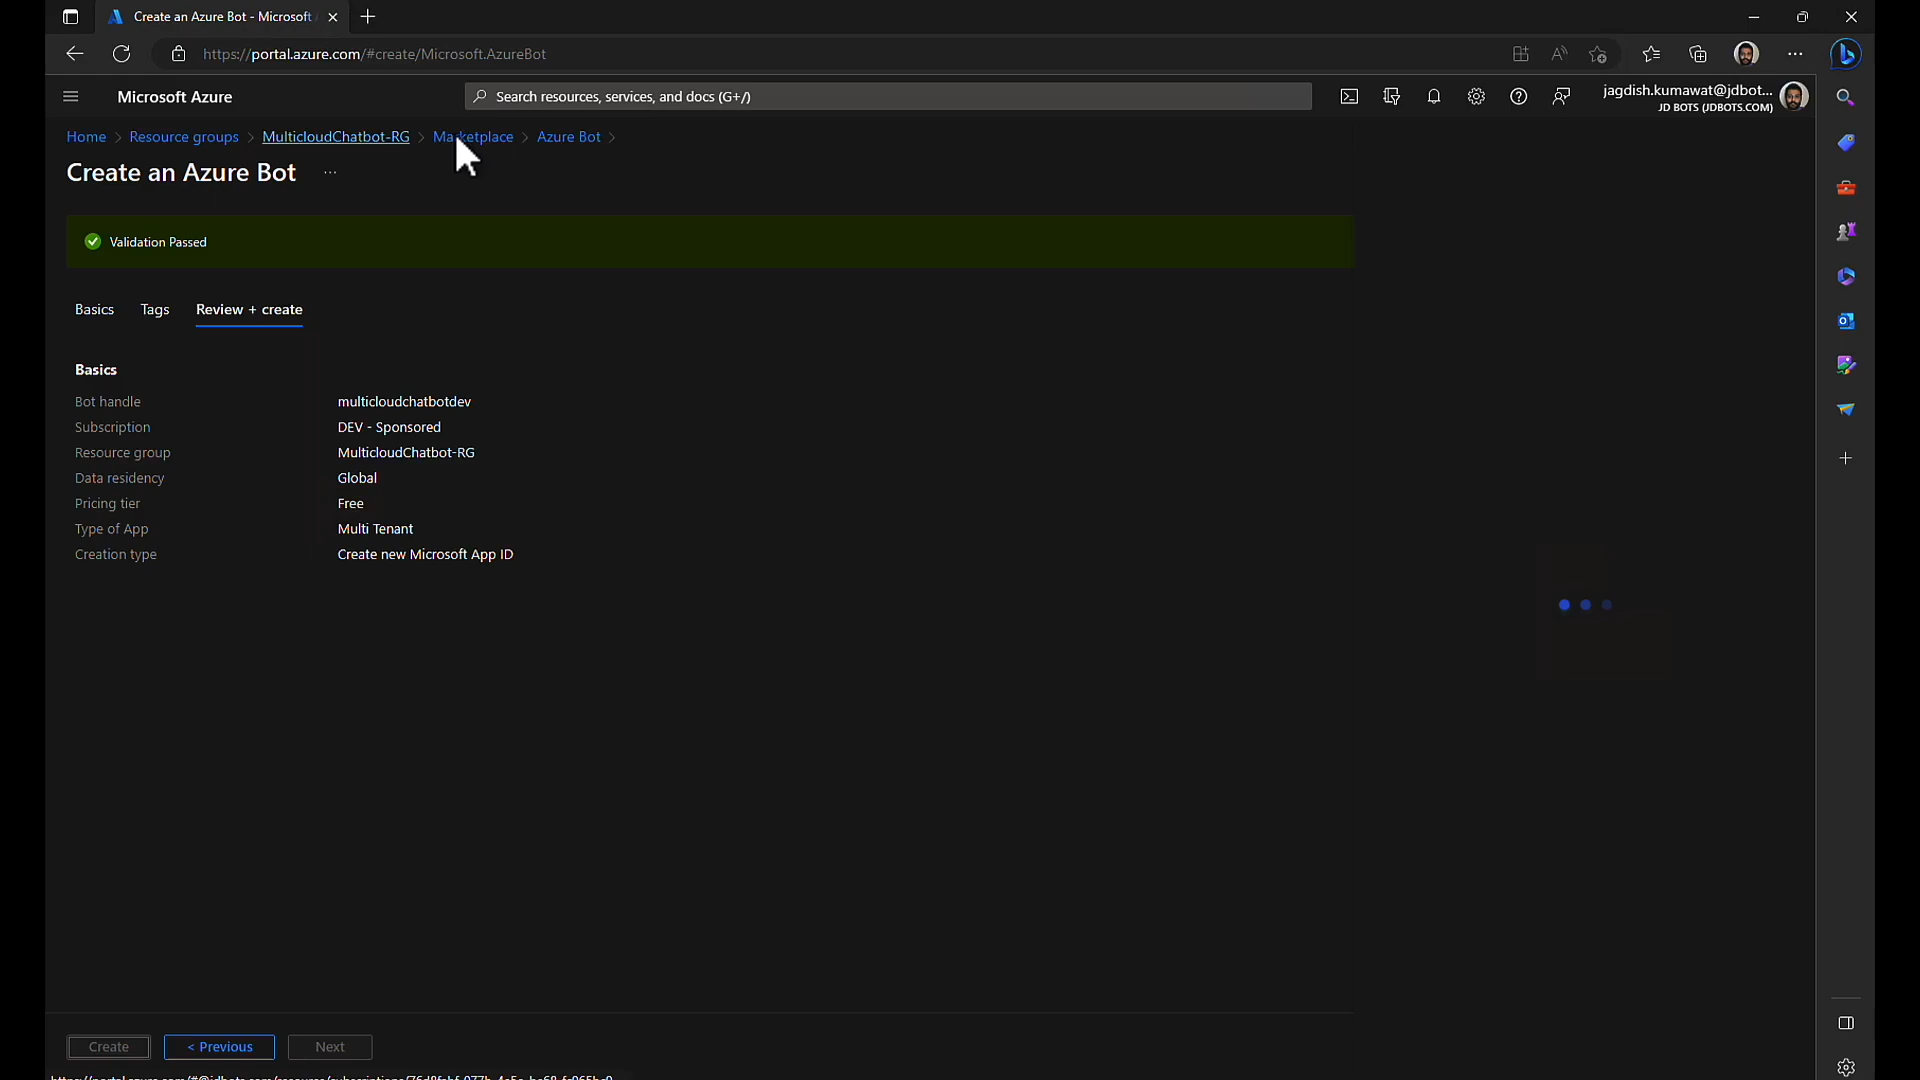 Create an Azure Bot - Microsoft
https://portal.azure.com/#create/Microsoft.AzureBot
Microsoft Azure
Search resources, services, and docs (G+/)
jagdish.kumawat@jdbot...
JD BOTS (JDBOTS.COM)
Home > Resource groups > MulticloudChatbot-RG > Marketplace > Azure Bot >
Create an Azure Bot ...
Validation Passed
Basics Tags Review + create
Basics
Bot handle multicloudchatbotdev
Subscription DEV - Sponsored
Resource group MulticloudChatbot-RG
Data residency Global
Pricing tier Free
Type of App Multi Tenant
Creation type Create new Microsoft App ID
Create < Previous Next